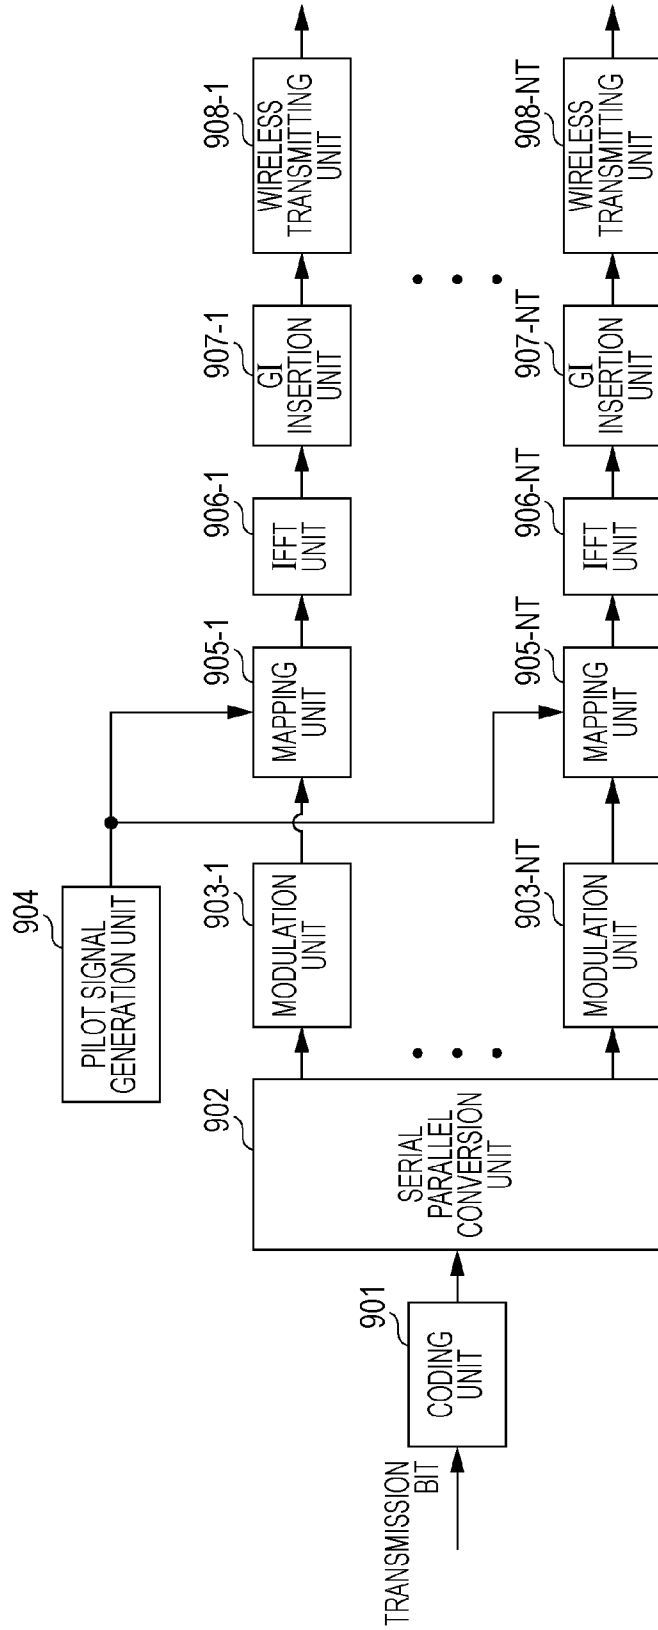 TRANSMISSION
BIT
901
CODING
UNIT
902
SERIAL
PARALLEL
CONVERSION
UNIT
904
PILOT SIGNAL
GENERATION UNIT
903-1
MODULATION
UNIT
905-1
MAPPING
UNIT
906-1
IFFT
UNIT
907-1
GI
INSERTION
UNIT
908-1
WIRELESS
TRANSMITTING
UNIT
903-NT
MODULATION
UNIT
905-NT
MAPPING
UNIT
906-NT
IFFT
UNIT
907-NT
GI
INSERTION
UNIT
908-NT
WIRELESS
TRANSMITTING
UNIT